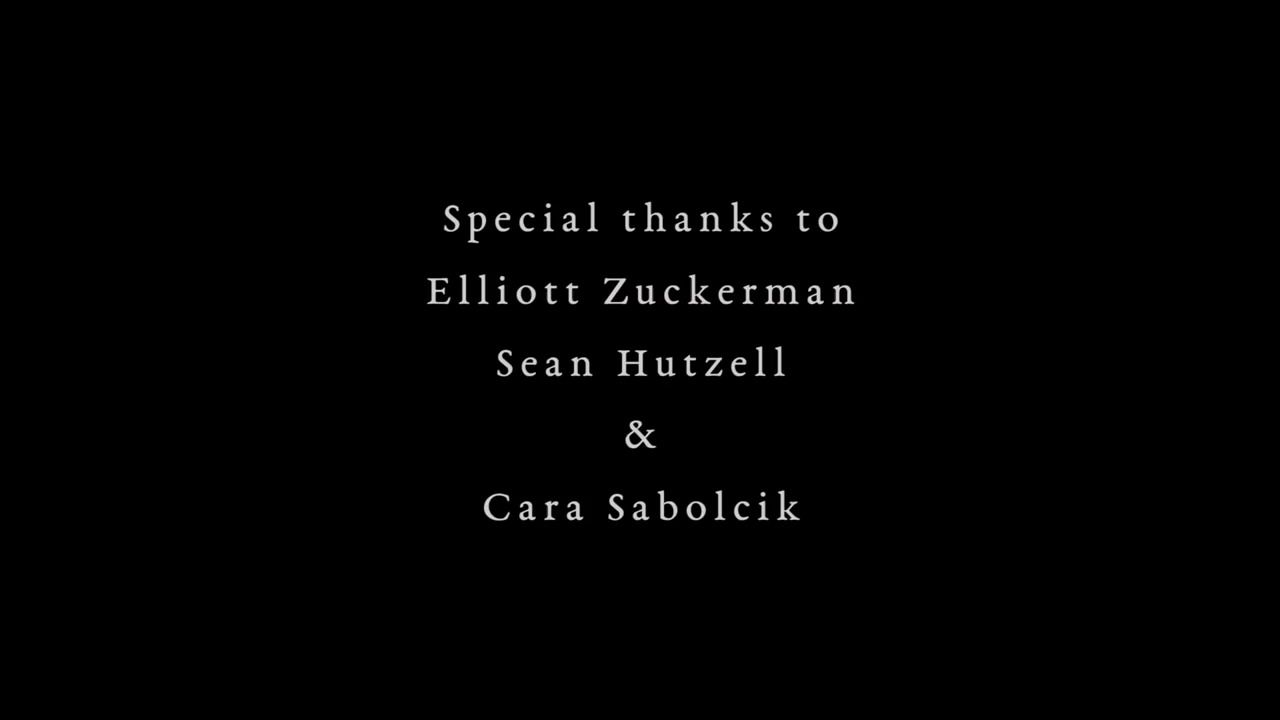 Special thanks to
Elliott Zuckerman
Sean Hutzell
&
Cara Sabolcik